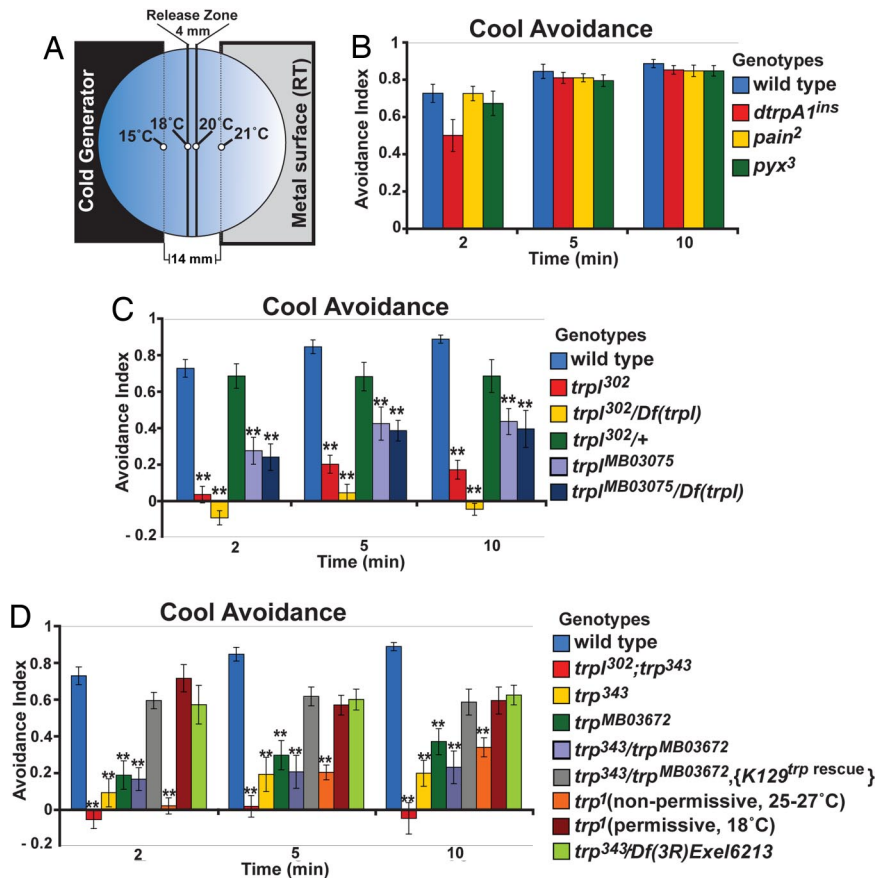 A
Release Zone
4 mm
Cold Generator
Metal surface (RT)
15˚C
18˚C
20˚C
21˚C
14 mm
B
Cool Avoidance
Avoidance Index
1
0.8
0.6
0.4
0.2
0
2
5
10
Time (min)
Genotypes
wild type
dtrpA1ins
pain2
pyx3
C
Cool Avoidance
Avoidance Index
1
0.8
0.6
0.4
0.2
0
- 0.2
** ** ** **
** ** ** **
** ** ** **
2
5
10
Time (min)
Genotypes
wild type
trpl302
trpl302/Df(trpl)
trpl302/+
trplMB03075
trplMB03075/Df(trpl)
D
Cool Avoidance
Avoidance Index
1
0.8
0.6
0.4
0.2
0
- 0.2
** ** ** ** **
** ** ** ** **
** ** ** ** **
2
5
10
Time (min)
Genotypes
wild type
trpl302;trp343
trp343
trpMB03672
trp343/trpMB03672
trp343/trpMB03672,{K129trp rescue}
trp1(non-permissive, 25-27˚C)
trp1(permissive, 18˚C)
trp343/Df(3R)Exel6213